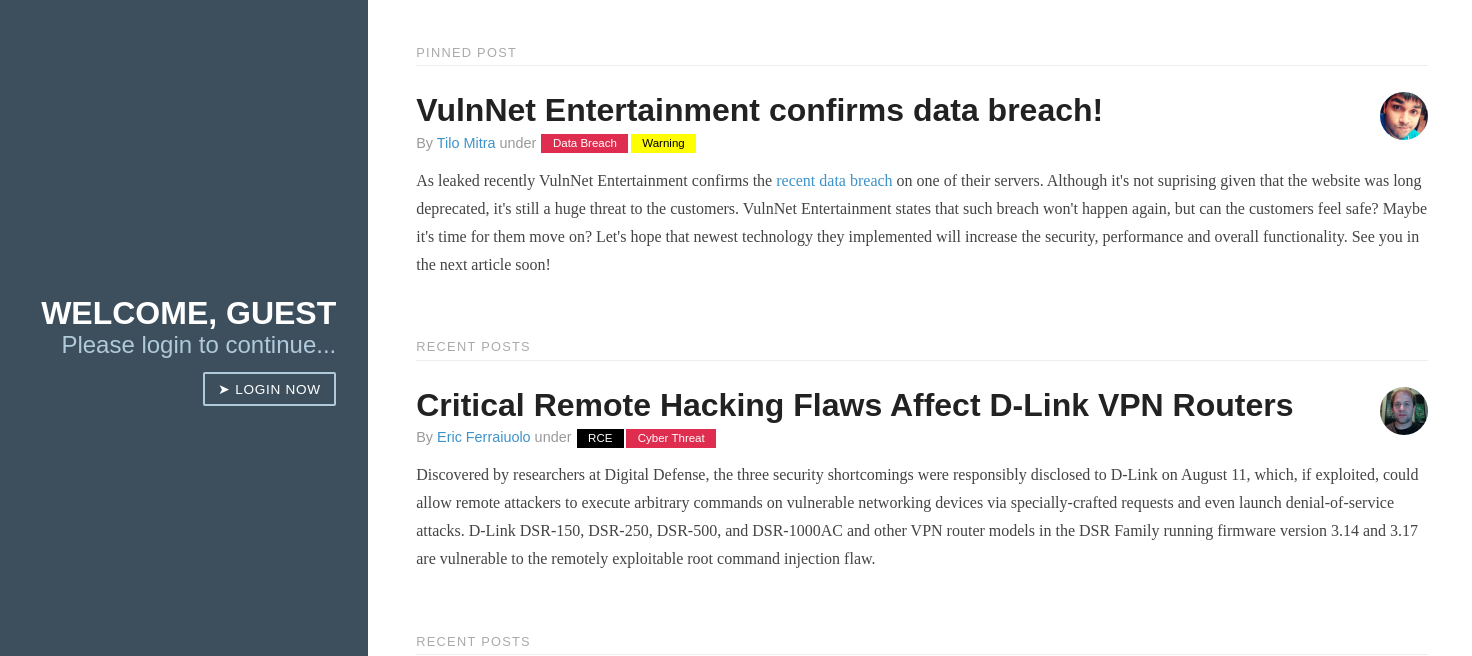 WELCOME, GUEST
Please login to continue...
➤ LOGIN NOW
PINNED POST
VulnNet Entertainment confirms data breach!
By Tilo Mitra under Data Breach Warning
As leaked recently VulnNet Entertainment confirms the recent data breach on one of their servers. Although it's not suprising given that the website was long
deprecated, it's still a huge threat to the customers. VulnNet Entertainment states that such breach won't happen again, but can the customers feel safe? Maybe
it's time for them move on? Let's hope that newest technology they implemented will increase the security, performance and overall functionality. See you in
the next article soon!
RECENT POSTS
Critical Remote Hacking Flaws Affect D-Link VPN Routers
By Eric Ferraiuolo under RCE Cyber Threat
Discovered by researchers at Digital Defense, the three security shortcomings were responsibly disclosed to D-Link on August 11, which, if exploited, could
allow remote attackers to execute arbitrary commands on vulnerable networking devices via specially-crafted requests and even launch denial-of-service
attacks. D-Link DSR-150, DSR-250, DSR-500, and DSR-1000AC and other VPN router models in the DSR Family running firmware version 3.14 and 3.17
are vulnerable to the remotely exploitable root command injection flaw.
RECENT POSTS